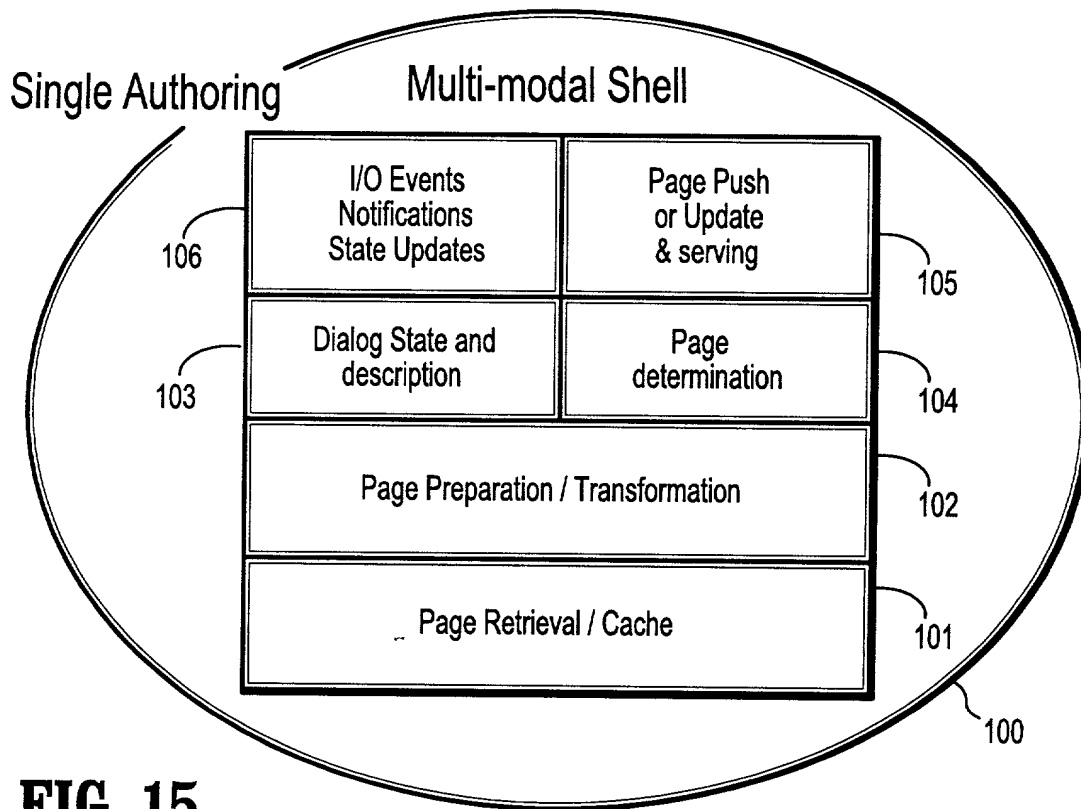 Single Authoring
Multi-modal Shell
I/O Events
Notifications
State Updates
Page Push
or Update
& serving
106
105
Dialog State and
description
Page
determination
103
104
Page Preparation / Transformation
102
Page Retrieval / Cache
101
100
FIG. 15